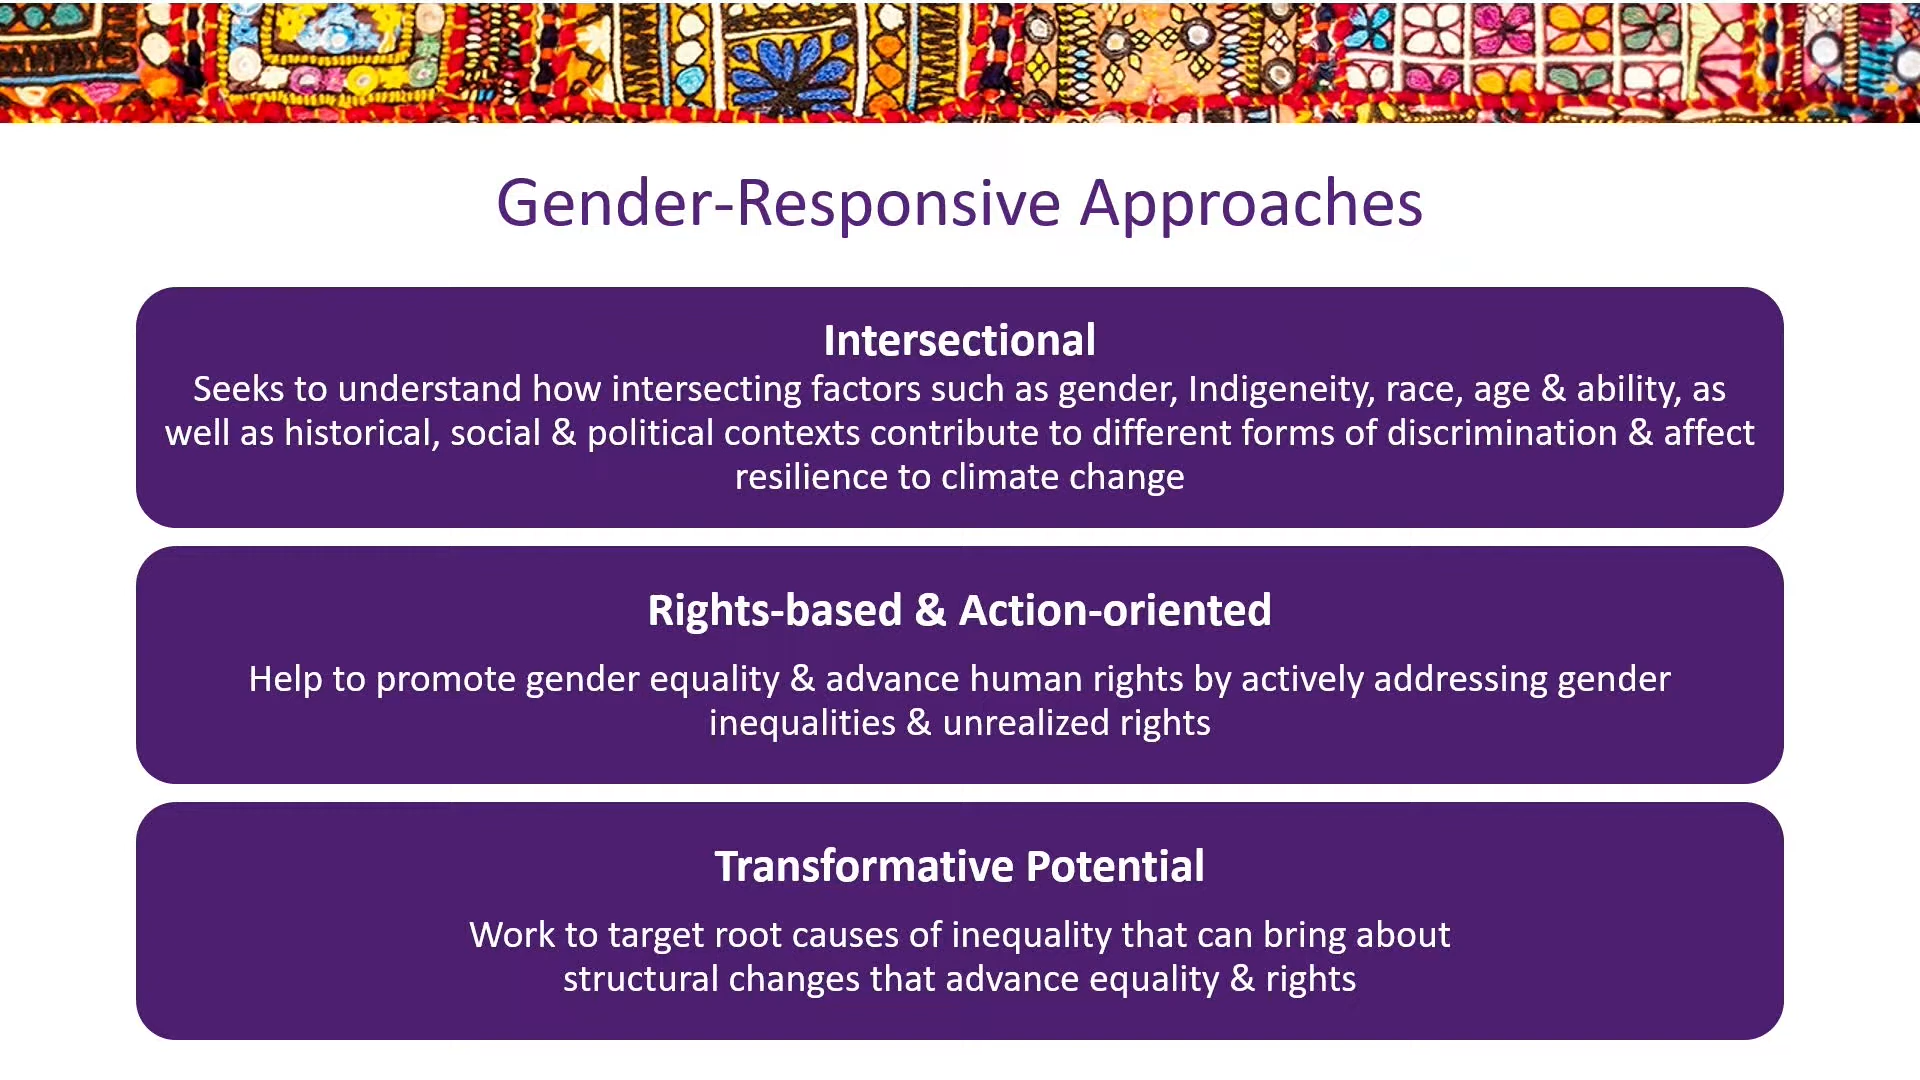 Gender-Responsive Approaches
Intersectional
Seeks to understand how intersecting factors such as gender, Indigeneity, race, age & ability, as
well as historical, social & political contexts contribute to different forms of discrimination & affect
resilience to climate change
Rights-based & Action-oriented
Help to promote gender equality & advance human rights by actively addressing gender
inequalities & unrealized rights
Transformative Potential
Work to target root causes of inequality that can bring about
structural changes that advance equality & rights